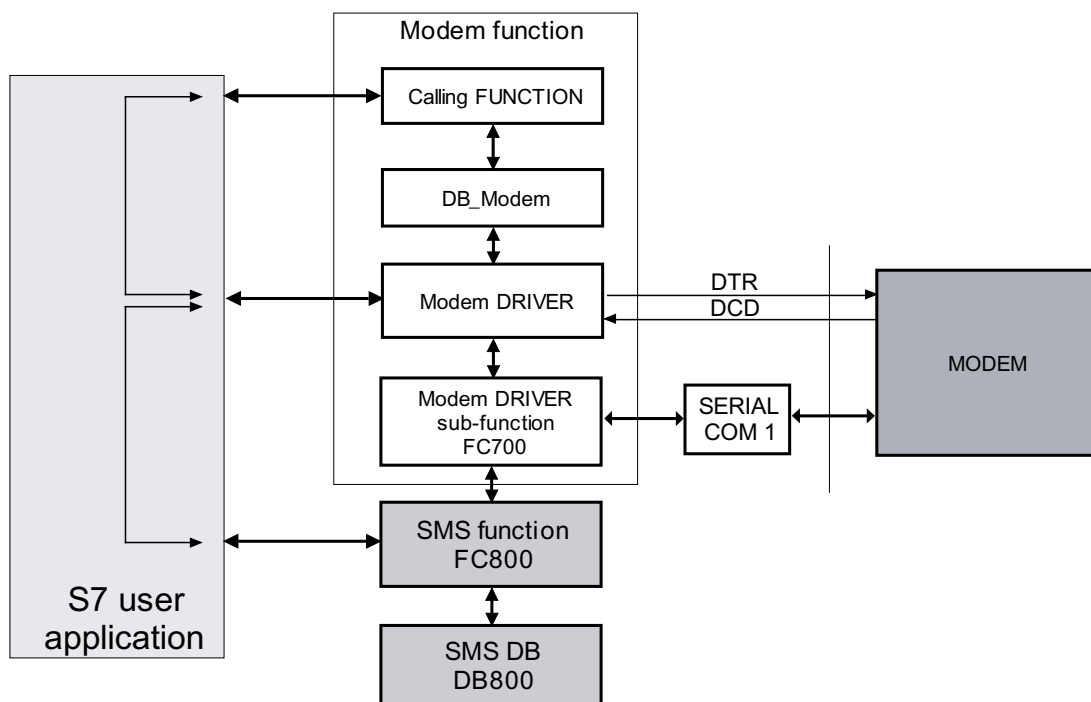 Modem function
Calling FUNCTION
DB_Modem
Modem DRIVER
DTR
DCD
MODEM
Modem DRIVER
sub-function
FC700
SERIAL
COM 1
SMS function
FC800
S7 user
application
SMS DB
DB800